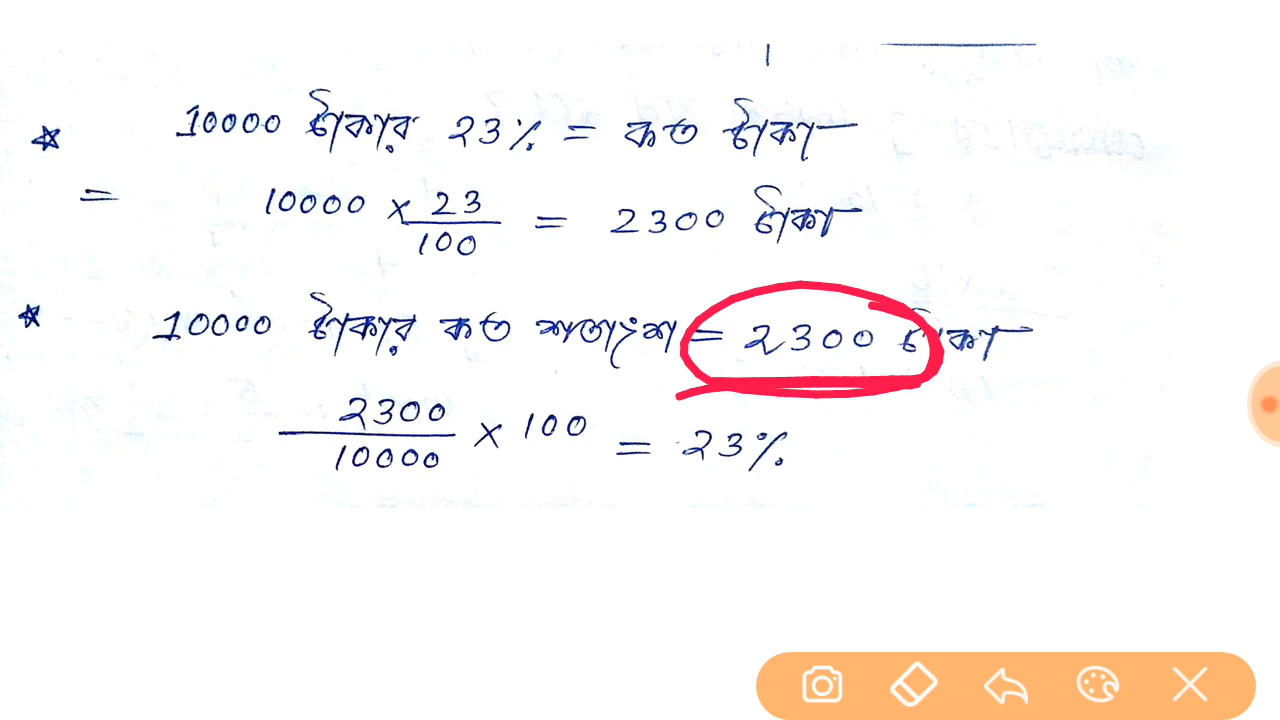 ☆ 10000 টাকার 23% = কত টাকা
= 10000 × 23/100 = 2300 টাকা
☆ 10000 টাকার কত শতাংশ = 2300 টাকা
2300/10000 × 100 = 23%